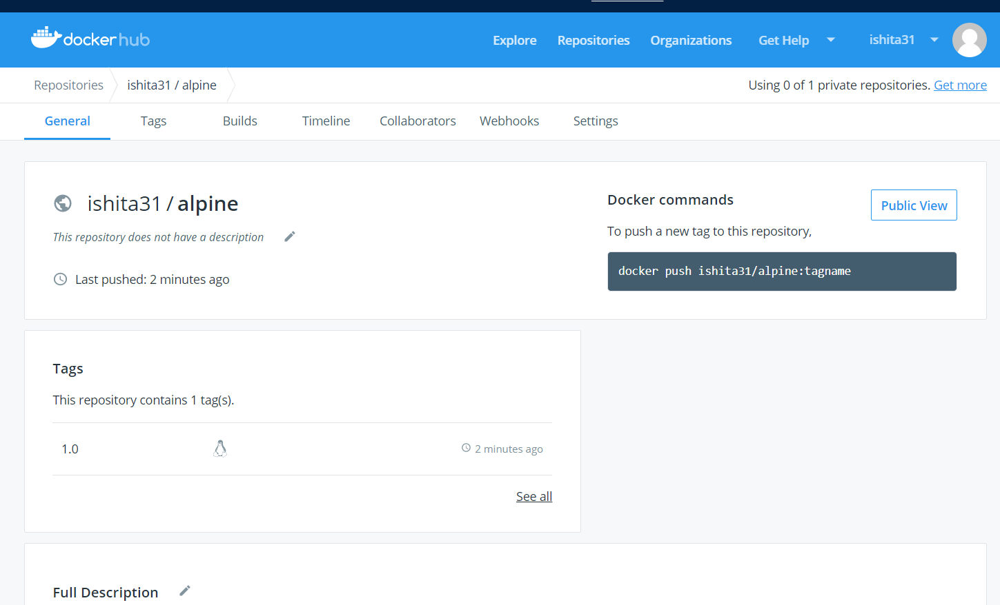 dockerhub
Explore Repositories Organizations Get Help ishita31
Repositories ishita31 / alpine Using 0 of 1 private repositories. Get more
General Tags Builds Timeline Collaborators Webhooks Settings
ishita31 / alpine
This repository does not have a description
Last pushed: 2 minutes ago
Docker commands
Public View
To push a new tag to this repository,
docker push ishita31/alpine:tagname
Tags
This repository contains 1 tag(s).
1.0 2 minutes ago
See all
Full Description